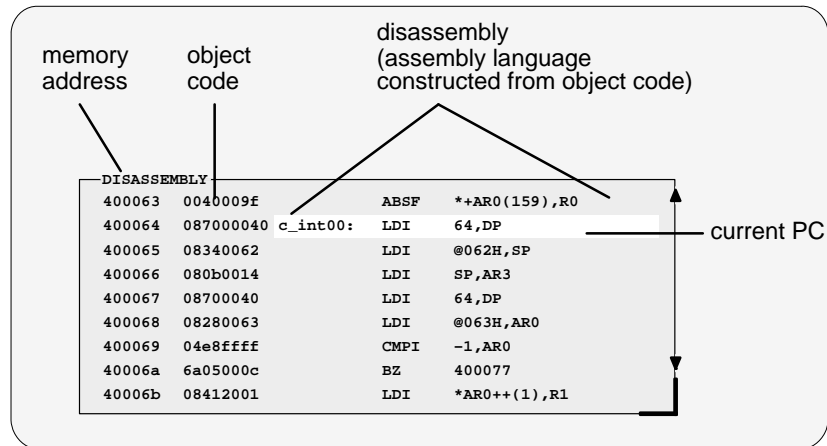 memory
address
object
code
disassembly
(assembly language
constructed from object code)
DISASSEMBLY
400063 0040009f ABSF *+AR0(159),R0
400064 087000040 c_int00: LDI 64,DP
current PC
400065 08340062 LDI @062H,SP
400066 080b0014 LDI SP,AR3
400067 08700040 LDI 64,DP
400068 08280063 LDI @063H,AR0
400069 04e8ffff CMPI −1,AR0
40006a 6a05000c BZ 400077
40006b 08412001 LDI *AR0++(1),R1